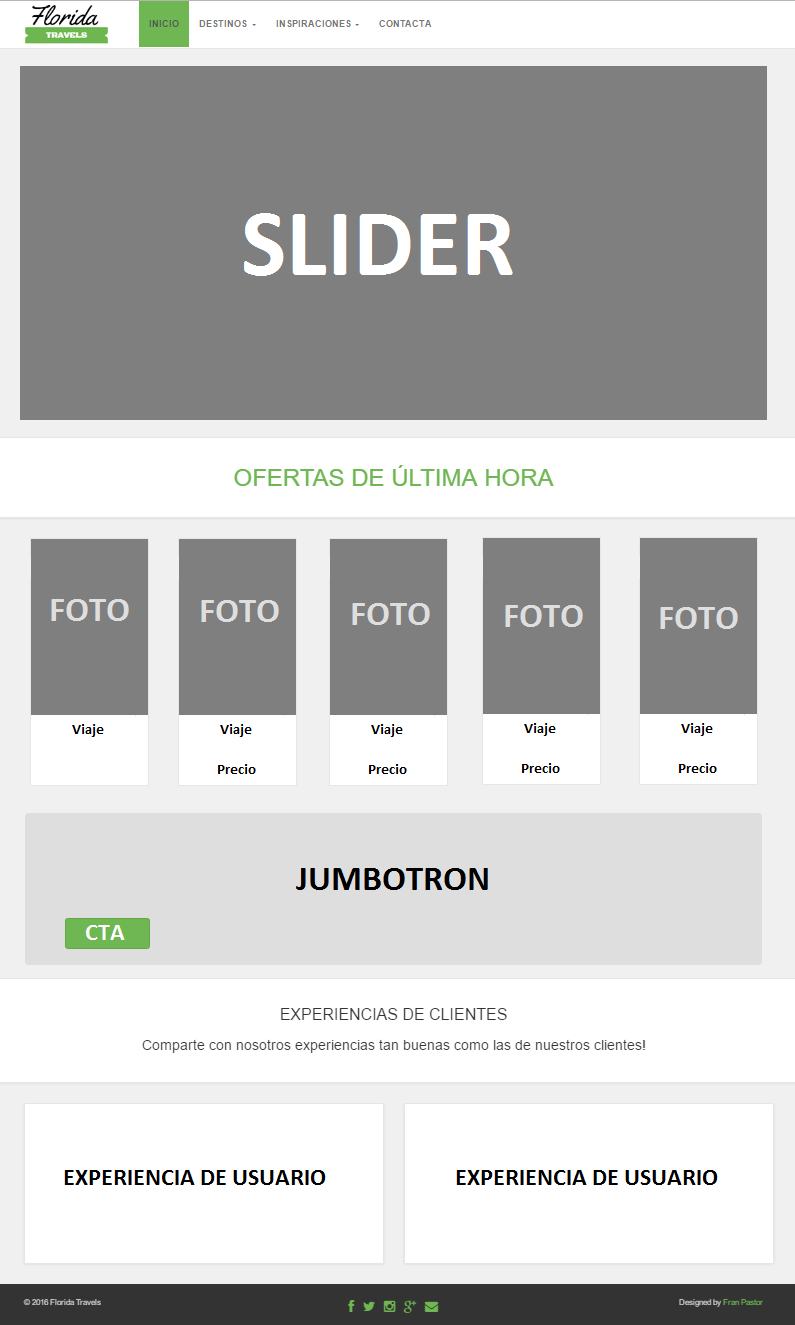 Florida
TRAVELS
INICIO DESTINOS INSPIRACIONES CONTACTA
SLIDER
OFERTAS DE ÚLTIMA HORA
FOTO FOTO FOTO FOTO FOTO
Viaje Viaje Viaje Viaje Viaje
Precio Precio Precio Precio
JUMBOTRON
CTA
EXPERIENCIAS DE CLIENTES
Comparte con nosotros experiencias tan buenas como las de nuestros clientes!
EXPERIENCIA DE USUARIO EXPERIENCIA DE USUARIO
© 2016 Florida Travels Designed by Fran Pastor